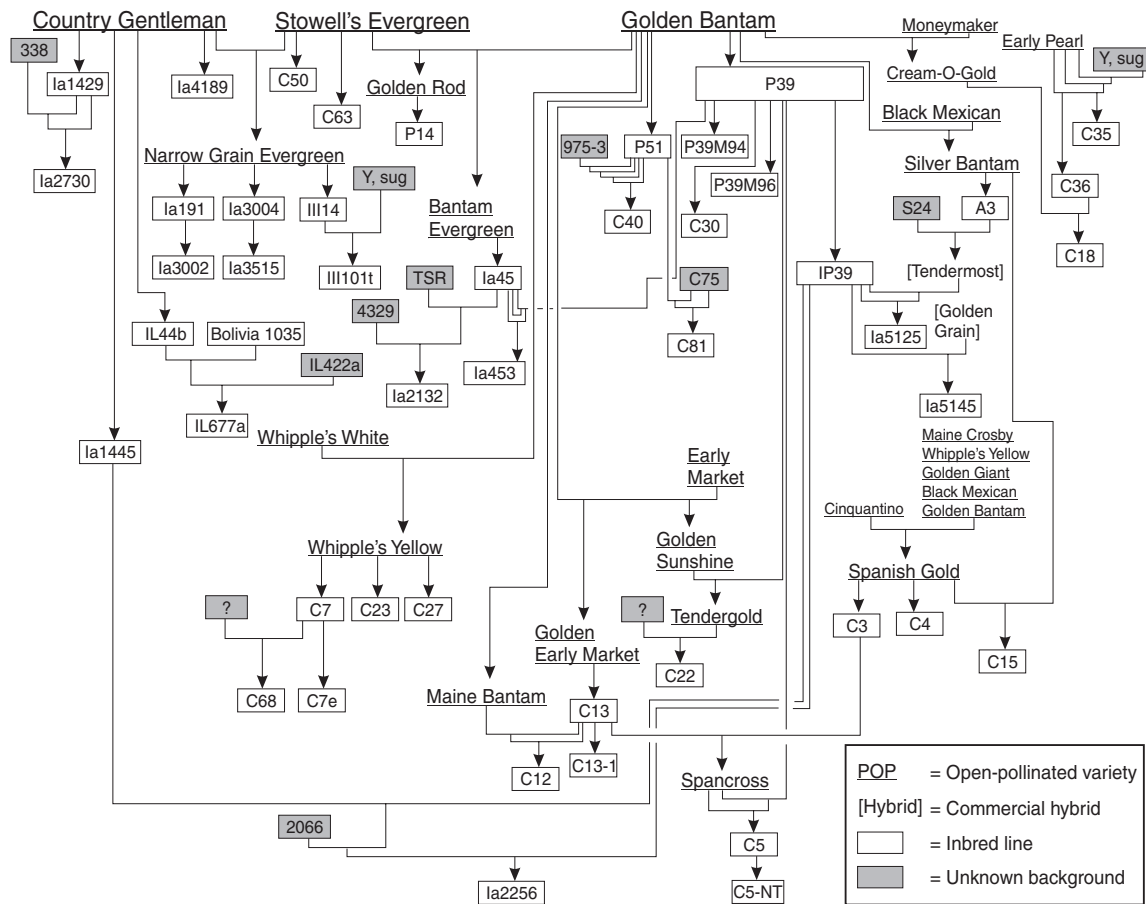 Country Gentleman
Stowell's Evergreen
Golden Bantam
Moneymaker
338
Early Pearl
Y, sug
Ia1429
Ia4189
C50
Golden Rod
P39
Cream-O-Gold
C63
P14
Black Mexican
C35
975-3
P51
P39M94
Narrow Grain Evergreen
Silver Bantam
Ia2730
Y, sug
P39M96
C36
Ia191
Ia3004
III14
Bantam
Evergreen
C40
C30
S24
A3
C18
Ia3002
Ia3515
III101t
TSR
Ia45
C75
IP39
[Tendermost]
4329
[Golden
Grain]
IL44b
Bolivia 1035
Ia5125
C81
IL422a
Ia453
Ia2132
Ia5145
IL677a
Whipple's White
Ia1445
Maine Crosby
Whipple's Yellow
Golden Giant
Black Mexican
Golden Bantam
Early
Market
Cinquantino
Whipple's Yellow
Golden
Sunshine
Spanish Gold
?
C7
C23
C27
?
Tendergold
C3
C4
Golden
Early Market
C15
C22
C68
C7e
Maine Bantam
C13
C12
C13-1
Spancross
POP = Open-pollinated variety
[Hybrid] = Commercial hybrid
= Inbred line
= Unknown background
2066
C5
Ia2256
C5-NT